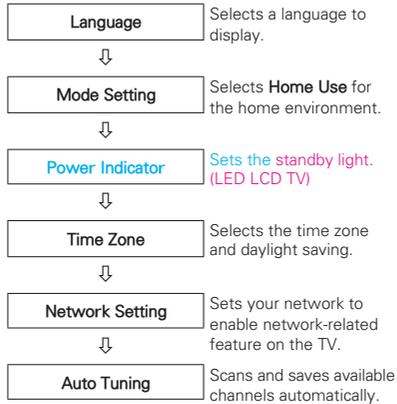 Language
Selects a language to
display.
Mode Setting
Selects Home Use for
the home environment.
Power Indicator
Sets the standby light.
(LED LCD TV)
Time Zone
Selects the time zone
and daylight saving.
Network Setting
Sets your network to
enable network-related
feature on the TV.
Auto Tuning
Scans and saves available
channels automatically.